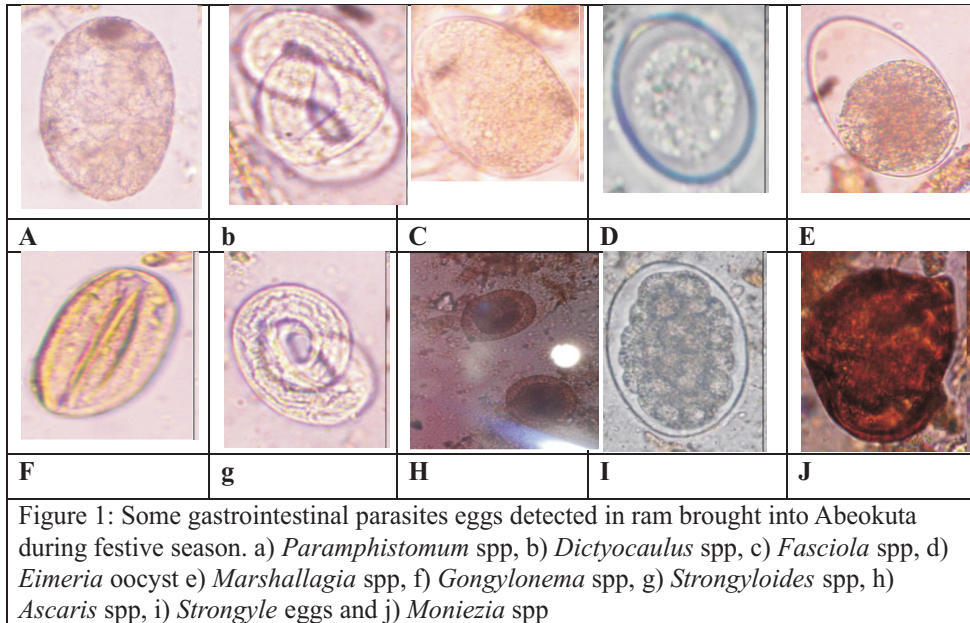 A b C D E
F g H I J
Figure 1: Some gastrointestinal parasites eggs detected in ram brought into Abeokuta
during festive season. a) Paramphistomum spp, b) Dictyocaulus spp, c) Fasciola spp, d)
Eimeria oocyst e) Marshallagia spp, f) Gongylonema spp, g) Strongyloides spp, h)
Ascaris spp, i) Strongyle eggs and j) Moniezia spp